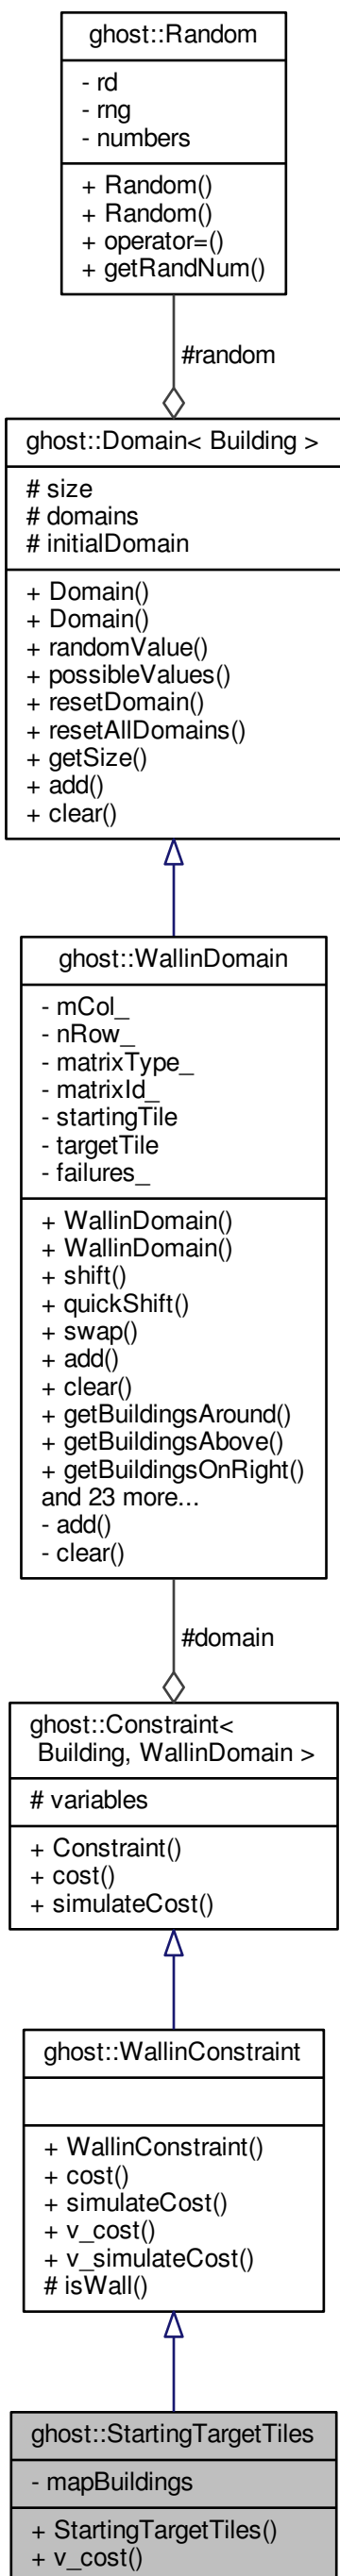 ghost::Random
- rd
- rng
- numbers
+ Random()
+ Random()
+ operator=()
+ getRandNum()
#random
ghost::Domain< Building >
# size
# domains
# initialDomain
+ Domain()
+ Domain()
+ randomValue()
+ possibleValues()
+ resetDomain()
+ resetAllDomains()
+ getSize()
+ add()
+ clear()
ghost::WallinDomain
- mCol_
- nRow_
- matrixType_
- matrixId_
- startingTile
- targetTile
- failures_
+ WallinDomain()
+ WallinDomain()
+ shift()
+ quickShift()
+ swap()
+ add()
+ clear()
+ getBuildingsAround()
+ getBuildingsAbove()
+ getBuildingsOnRight()
and 23 more...
- add()
- clear()
#domain
ghost::Constraint<
Building, WallinDomain >
# variables
+ Constraint()
+ cost()
+ simulateCost()
ghost::WallinConstraint
+ WallinConstraint()
+ cost()
+ simulateCost()
+ v_cost()
+ v_simulateCost()
# isWall()
ghost::StartingTargetTiles
- mapBuildings
+ StartingTargetTiles()
+ v_cost()